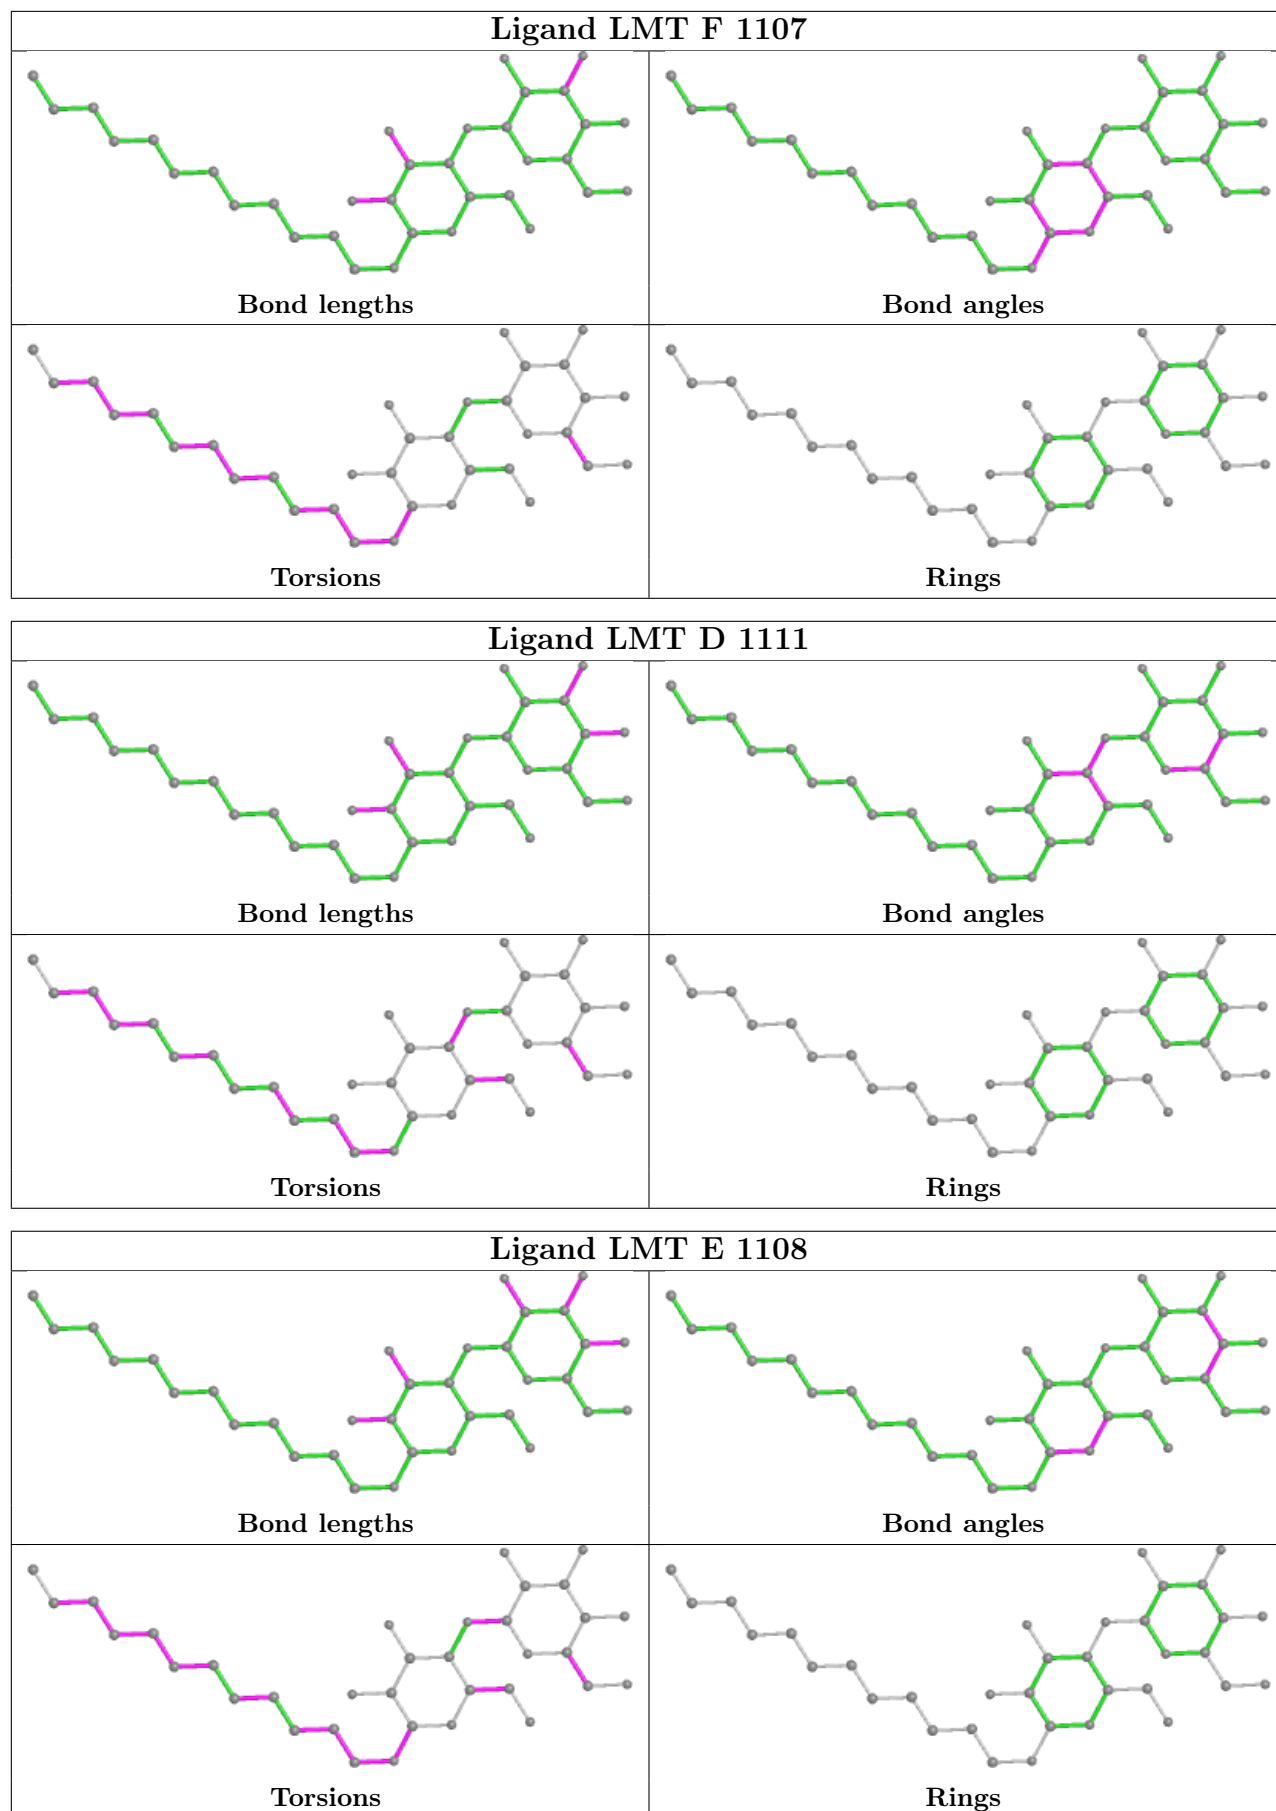 Ligand LMT F 1107
Bond lengths
Bond angles
Torsions
Rings
Ligand LMT D 1111
Bond lengths
Bond angles
Torsions
Rings
Ligand LMT E 1108
Bond lengths
Bond angles
Torsions
Rings